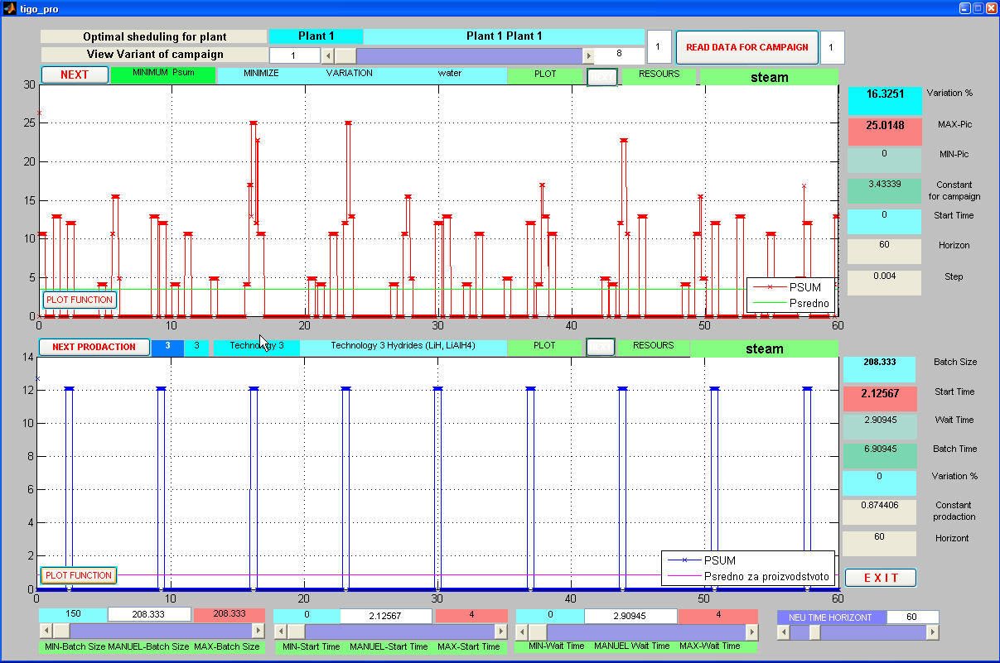 tigo_pro
Optimal sheduling for plant Plant 1 Plant 1 Plant 1 1 READ DATA FOR CAMPAIGN 1
View Variant of campaign 1 8
NEXT MINIMUM Psum MINIMIZE VARIATION water PLOT NEXT RESOURS steam
30
25
20
15
10
5
0
0 10 20 30 40 50 60
PLOT FUNCTION
PSUM
Psredno
16.3251 Variation %
25.0148 MAX-Pic
0 MIN-Pic
3.43339 Constant
for campaign
0 Start Time
60 Horizon
0.004 Step
NEXT PRODACTION 3 3 Technology 3 Technology 3 Hydrides (LiH, LiAlH4) PLOT NEXT RESOURS steam
14
12
10
8
6
4
2
0
0 10 20 30 40 50 60
PLOT FUNCTION
PSUM
Psredno za proizvodstvoto
208.333 Batch Size
2.12567 Start Time
2.90945 Wait Time
6.90945 Batch Time
0 Variation %
0.874406 Constant
production
60 Horizont
E X I T
150 208.333 208.333 0 2.12567 4 0 2.90945 4 NEU TIME HORIZONT 60
MIN-Batch Size MANUEL-Batch Size MAX-Batch Size MIN-Start Time MANUEL-Start Time MAX-Start Time MIN-Wait Time MANUEL Wait Time MAX-Wait Time